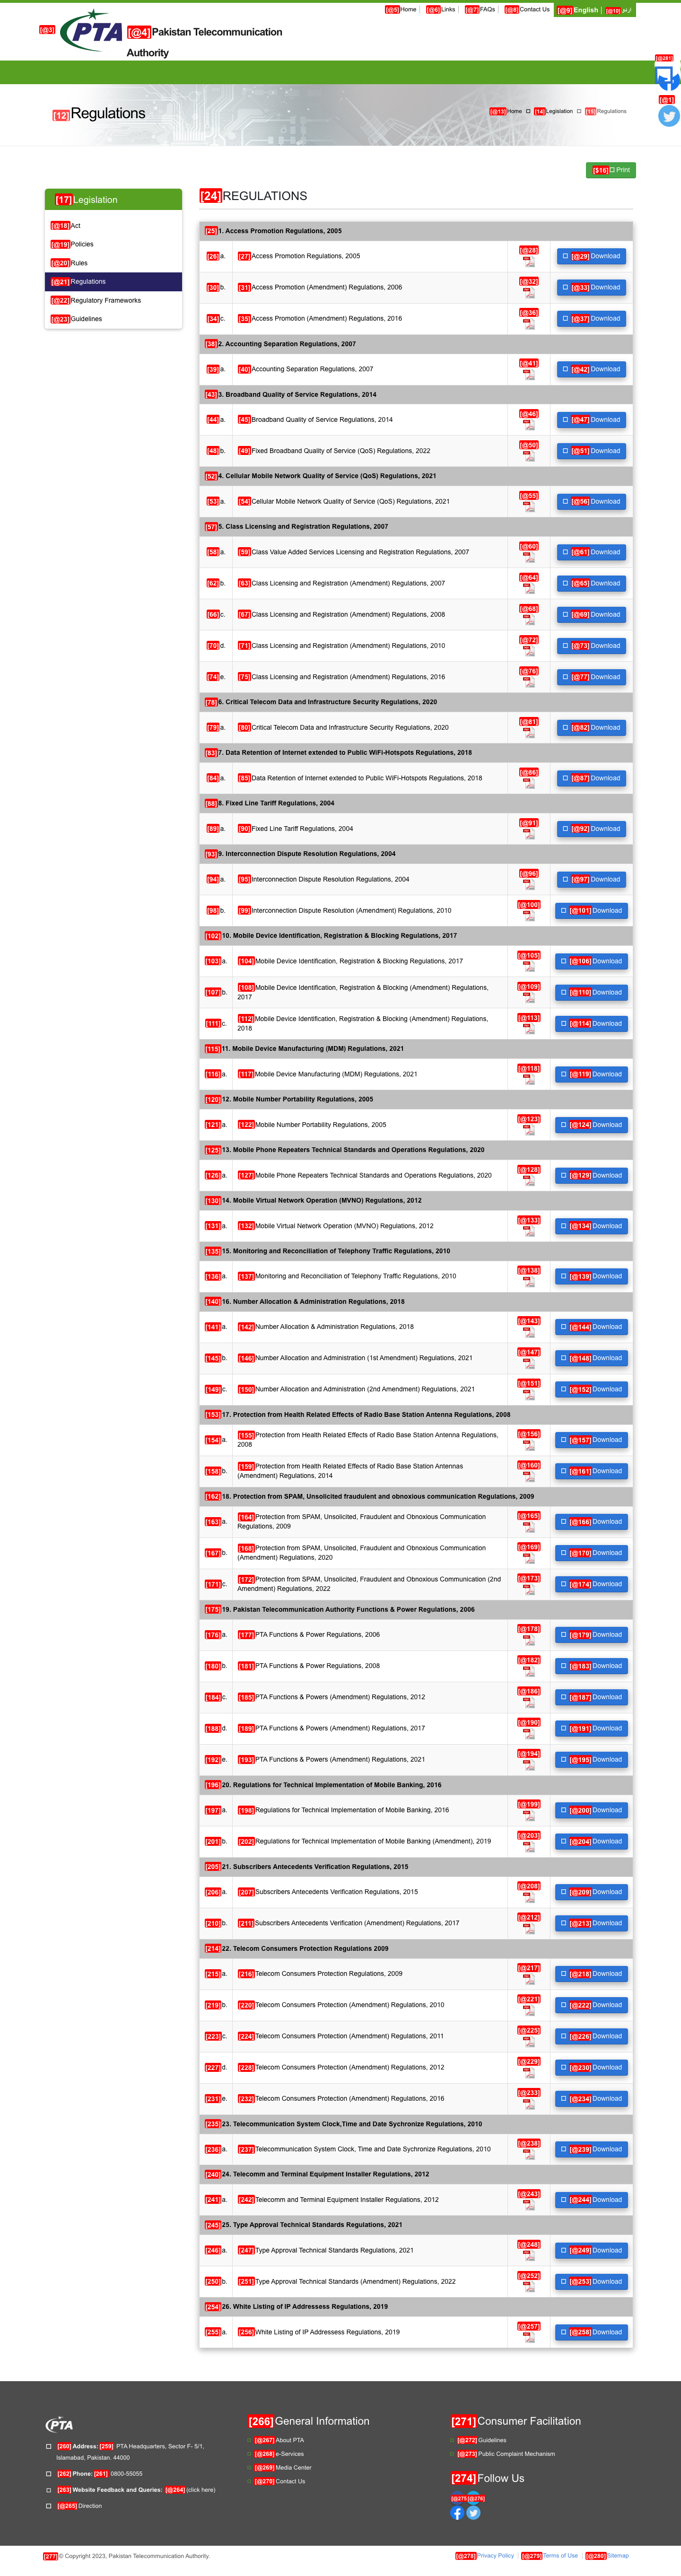 [@5]Home [@6]Links [@7]FAQs [@8]Contact Us [@9]English [@10]اردو
[@3] PTA [@4]Pakistan Telecommunication
Authority
[@281]
[@1]
[12]Regulations
[@13]Home [14]Legislation [15]Regulations
[$16] Print
[17]Legislation
[@18]Act
[@19]Policies
[@20]Rules
[@21]Regulations
[@22]Regulatory Frameworks
[@23]Guidelines
[24]REGULATIONS
[25]1. Access Promotion Regulations, 2005
[26]a. [27]Access Promotion Regulations, 2005 [@28] [@29]Download
[30]b. [31]Access Promotion (Amendment) Regulations, 2006 [@32] [@33]Download
[34]c. [35]Access Promotion (Amendment) Regulations, 2016 [@36] [@37]Download
[38]2. Accounting Separation Regulations, 2007
[39]a. [40]Accounting Separation Regulations, 2007 [@41] [@42]Download
[43]3. Broadband Quality of Service Regulations, 2014
[44]a. [45]Broadband Quality of Service Regulations, 2014 [@46] [@47]Download
[48]b. [49]Fixed Broadband Quality of Service (QoS) Regulations, 2022 [@50] [@51]Download
[52]4. Cellular Mobile Network Quality of Service (QoS) Regulations, 2021
[53]a. [54]Cellular Mobile Network Quality of Service (QoS) Regulations, 2021 [@55] [@56]Download
[57]5. Class Licensing and Registration Regulations, 2007
[58]a. [59]Class Value Added Services Licensing and Registration Regulations, 2007 [@60] [@61]Download
[62]b. [63]Class Licensing and Registration (Amendment) Regulations, 2007 [@64] [@65]Download
[66]c. [67]Class Licensing and Registration (Amendment) Regulations, 2008 [@68] [@69]Download
[70]d. [71]Class Licensing and Registration (Amendment) Regulations, 2010 [@72] [@73]Download
[74]e. [75]Class Licensing and Registration (Amendment) Regulations, 2016 [@76] [@77]Download
[78]6. Critical Telecom Data and Infrastructure Security Regulations, 2020
[79]a. [80]Critical Telecom Data and Infrastructure Security Regulations, 2020 [@81] [@82]Download
[83]7. Data Retention of Internet extended to Public WiFi-Hotspots Regulations, 2018
[84]a. [85]Data Retention of Internet extended to Public WiFi-Hotspots Regulations, 2018 [@86] [@87]Download
[88]8. Fixed Line Tariff Regulations, 2004
[89]a. [90]Fixed Line Tariff Regulations, 2004 [@91] [@92]Download
[93]9. Interconnection Dispute Resolution Regulations, 2004
[94]a. [95]Interconnection Dispute Resolution Regulations, 2004 [@96] [@97]Download
[98]b. [99]Interconnection Dispute Resolution (Amendment) Regulations, 2010 [@100] [@101]Download
[102]10. Mobile Device Identification, Registration & Blocking Regulations, 2017
[103]a. [104]Mobile Device Identification, Registration & Blocking Regulations, 2017 [@105] [@106]Download
[107]b. [108]Mobile Device Identification, Registration & Blocking (Amendment) Regulations, [@109] [@110]Download
2017
[111]c. [112]Mobile Device Identification, Registration & Blocking (Amendment) Regulations, [@113] [@114]Download
2018
[115]11. Mobile Device Manufacturing (MDM) Regulations, 2021
[116]a. [117]Mobile Device Manufacturing (MDM) Regulations, 2021 [@118] [@119]Download
[120]12. Mobile Number Portability Regulations, 2005
[121]a. [122]Mobile Number Portability Regulations, 2005 [@123] [@124]Download
[125]13. Mobile Phone Repeaters Technical Standards and Operations Regulations, 2020
[126]a. [127]Mobile Phone Repeaters Technical Standards and Operations Regulations, 2020 [@128] [@129]Download
[130]14. Mobile Virtual Network Operation (MVNO) Regulations, 2012
[131]a. [132]Mobile Virtual Network Operation (MVNO) Regulations, 2012 [@133] [@134]Download
[135]15. Monitoring and Reconciliation of Telephony Traffic Regulations, 2010
[136]a. [137]Monitoring and Reconciliation of Telephony Traffic Regulations, 2010 [@138] [@139]Download
[140]16. Number Allocation & Administration Regulations, 2018
[141]a. [142]Number Allocation & Administration Regulations, 2018 [@143] [@144]Download
[145]b. [146]Number Allocation and Administration (1st Amendment) Regulations, 2021 [@147] [@148]Download
[149]c. [150]Number Allocation and Administration (2nd Amendment) Regulations, 2021 [@151] [@152]Download
[153]17. Protection from Health Related Effects of Radio Base Station Antenna Regulations, 2008
[154]a. [155]Protection from Health Related Effects of Radio Base Station Antenna Regulations, [@156] [@157]Download
2008
[158]b. [159]Protection from Health Related Effects of Radio Base Station Antennas [@160] [@161]Download
(Amendment) Regulations, 2014
[162]18. Protection from SPAM, Unsolicited fraudulent and obnoxious communication Regulations, 2009
[163]a. [164]Protection from SPAM, Unsolicited, Fraudulent and Obnoxious Communication [@165] [@166]Download
Regulations, 2009
[167]b. [168]Protection from SPAM, Unsolicited, Fraudulent and Obnoxious Communication [@169] [@170]Download
(Amendment) Regulations, 2020
[171]c. [172]Protection from SPAM, Unsolicited, Fraudulent and Obnoxious Communication (2nd [@173] [@174]Download
Amendment) Regulations, 2022
[175]19. Pakistan Telecommunication Authority Functions & Power Regulations, 2006
[176]a. [177]PTA Functions & Power Regulations, 2006 [@178] [@179]Download
[180]b. [181]PTA Functions & Power Regulations, 2008 [@182] [@183]Download
[184]c. [185]PTA Functions & Powers (Amendment) Regulations, 2012 [@186] [@187]Download
[188]d. [189]PTA Functions & Powers (Amendment) Regulations, 2017 [@190] [@191]Download
[192]e. [193]PTA Functions & Powers (Amendment) Regulations, 2021 [@194] [@195]Download
[196]20. Regulations for Technical Implementation of Mobile Banking, 2016
[197]a. [198]Regulations for Technical Implementation of Mobile Banking, 2016 [@199] [@200]Download
[201]b. [202]Regulations for Technical Implementation of Mobile Banking (Amendment), 2019 [@203] [@204]Download
[205]21. Subscribers Antecedents Verification Regulations, 2015
[206]a. [207]Subscribers Antecedents Verification Regulations, 2015 [@208] [@209]Download
[210]b. [211]Subscribers Antecedents Verification (Amendment) Regulations, 2017 [@212] [@213]Download
[214]22. Telecom Consumers Protection Regulations 2009
[215]a. [216]Telecom Consumers Protection Regulations, 2009 [@217] [@218]Download
[219]b. [220]Telecom Consumers Protection (Amendment) Regulations, 2010 [@221] [@222]Download
[223]c. [224]Telecom Consumers Protection (Amendment) Regulations, 2011 [@225] [@226]Download
[227]d. [228]Telecom Consumers Protection (Amendment) Regulations, 2012 [@229] [@230]Download
[231]e. [232]Telecom Consumers Protection (Amendment) Regulations, 2016 [@233] [@234]Download
[235]23. Telecommunication System Clock,Time and Date Sychronize Regulations, 2010
[236]a. [237]Telecommunication System Clock, Time and Date Sychronize Regulations, 2010 [@238] [@239]Download
[240]24. Telecomm and Terminal Equipment Installer Regulations, 2012
[241]a. [242]Telecomm and Terminal Equipment Installer Regulations, 2012 [@243] [@244]Download
[245]25. Type Approval Technical Standards Regulations, 2021
[246]a. [247]Type Approval Technical Standards Regulations, 2021 [@248] [@249]Download
[250]b. [251]Type Approval Technical Standards (Amendment) Regulations, 2022 [@252] [@253]Download
[254]26. White Listing of IP Addressess Regulations, 2019
[255]a. [256]White Listing of IP Addressess Regulations, 2019 [@257] [@258]Download
PTA
[260]Address: [259] PTA Headquarters, Sector F- 5/1,
Islamabad, Pakistan. 44000
[262]Phone: [261] 0800-55055
[263]Website Feedback and Queries: [@264](click here)
[@265]Direction
[266]General Information
[@267]About PTA
[@268]e-Services
[@269]Media Center
[@270]Contact Us
[271]Consumer Facilitation
[@272]Guidelines
[@273]Public Complaint Mechanism
[274]Follow Us
[@275] [@276]
[277]© Copyright 2023, Pakistan Telecommunication Authority.
[@278]Privacy Policy [@279]Terms of Use [@280]Sitemap